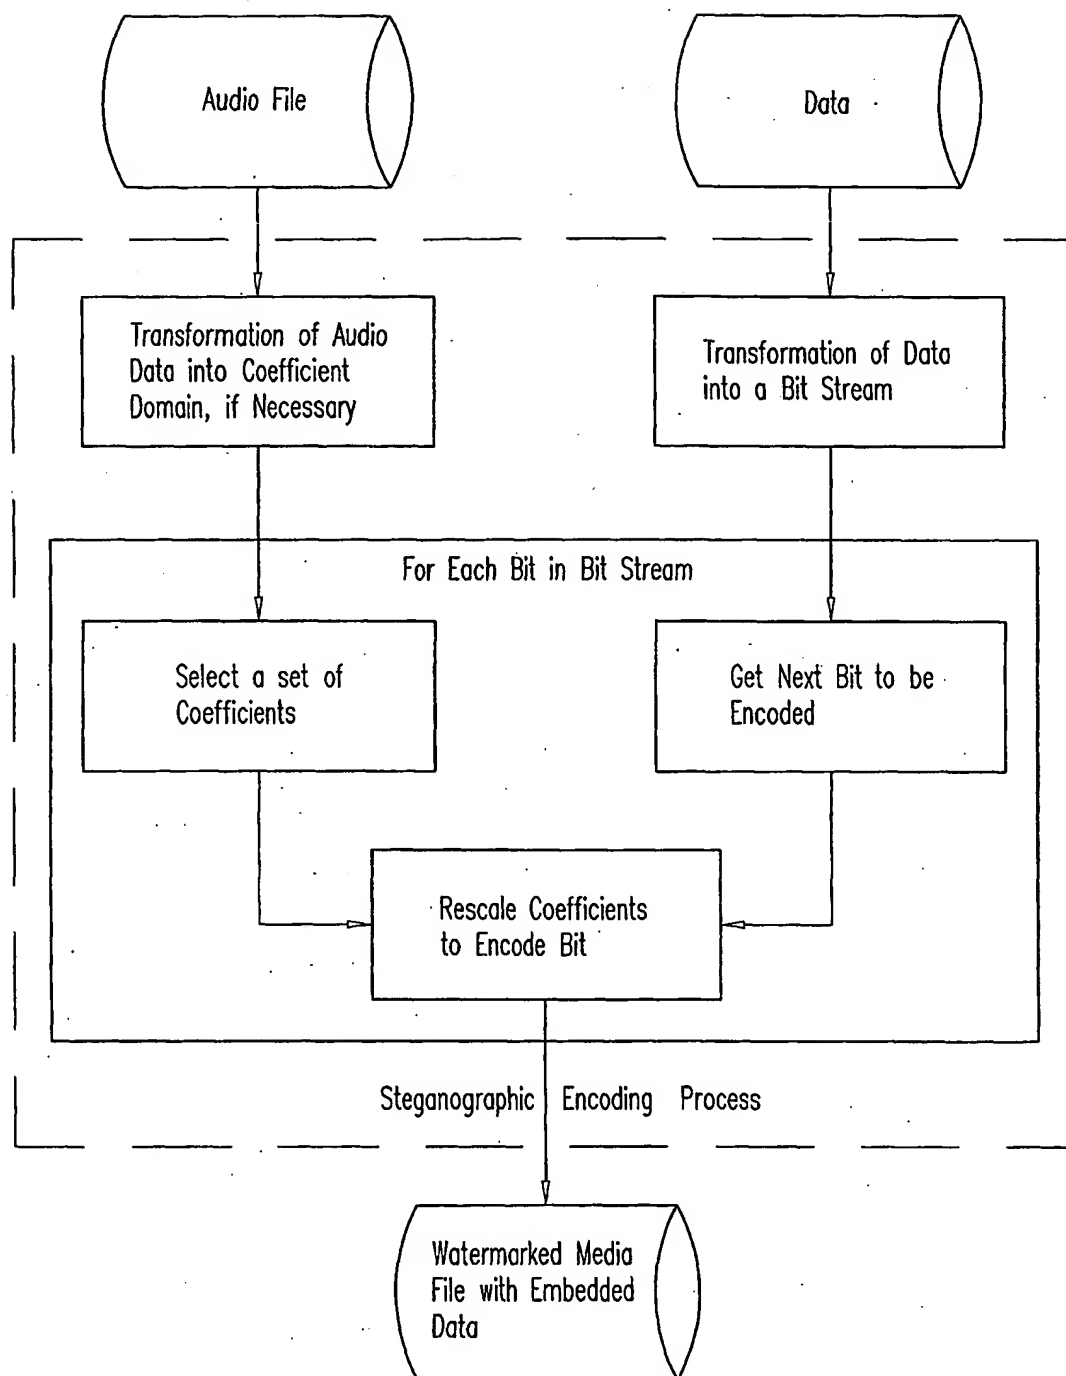 Audio File
Data
Transformation of Audio
Data into Coefficient
Domain, if Necessary
Transformation of Data
into a Bit Stream
For Each Bit in Bit Stream
Select a set of
Coefficients
Get Next Bit to be
Encoded
Rescale Coefficients
to Encode Bit
Steganographic Encoding Process
Watermarked Media
File with Embedded
Data